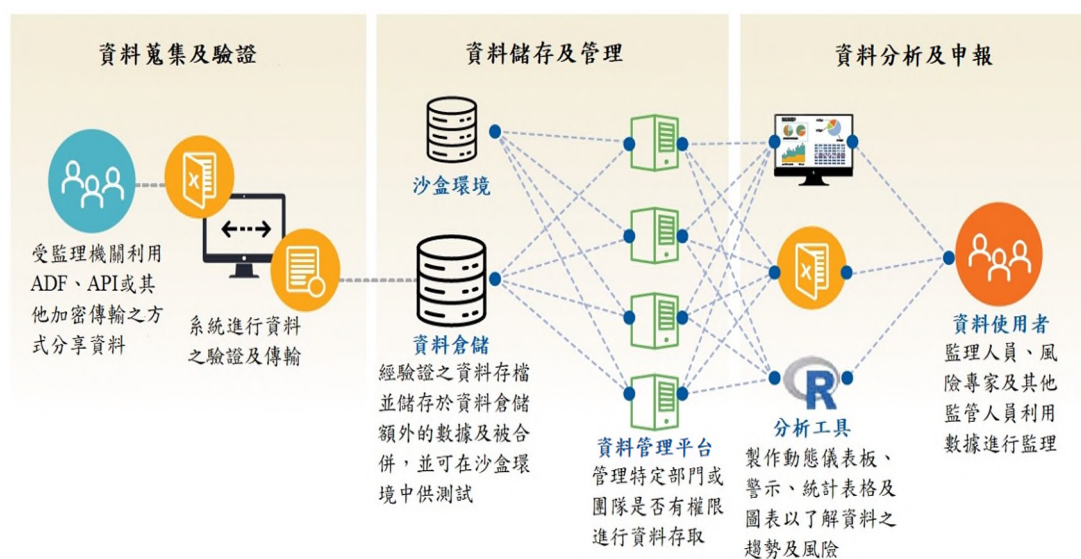 資料蒐集及驗證
受監理機關利用
ADF、API或其
他加密傳輸之方
式分享資料
X
系統進行資料
之驗證及傳輸
資料儲存及管理
沙盒環境
資料倉儲
經驗證之資料存檔
並儲存於資料倉儲
額外的數據及被合
併，並可在沙盒環
境中供測試
資料管理平台
管理特定部門或
團隊是否有權限
進行資料存取
資料分析及申報
X
R
分析工具
製作動態儀表板、
警示、統計表格及
圖表以了解資料之
趨勢及風險
資料使用者
監理人員、風
險專家及其他
監管人員利用
數據進行監理